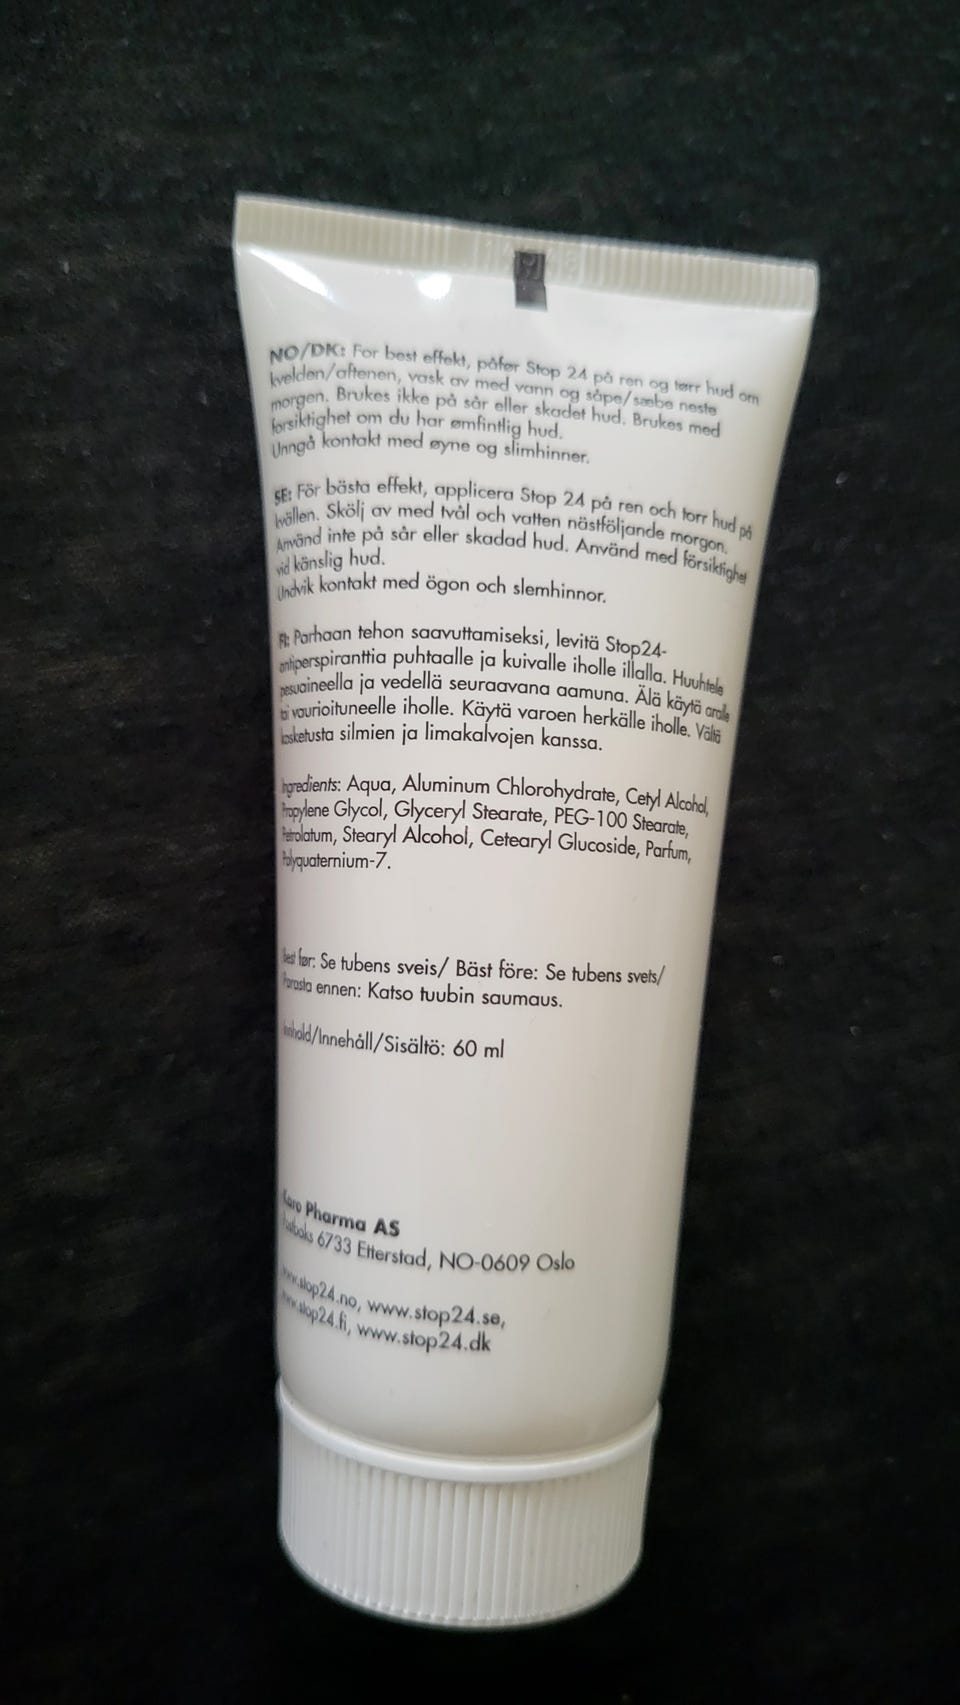 NO/DK: For best effekt, påfør Stop 24 på ren og tørr hud om
kvelden/aftenen, vask av med vann og såpe/sæbe neste
morgen. Brukes ikke på sår eller skadet hud. Brukes med
forsiktighet om du har ømfintlig hud.
Unngå kontakt med øyne og slimhinner.
SE: För bästa effekt, applicera Stop 24 på ren och torr hud på
kvällen. Skölj av med tvål och vatten nästföljande morgon.
Använd inte på sår eller skadad hud. Använd med försiktighet
vid känslig hud.
Undvik kontakt med ögon och slemhinnor.
FI: Parhaan tehon saavuttamiseksi, levitä Stop24-
antiperspiranttia puhtaalle ja kuivalle iholle illalla. Huuhtele
pesuaineella ja vedellä seuraavana aamuna. Älä käytä aralle
tai vaurioituneelle iholle. Käytä varoen herkälle iholle. Vältä
kosketusta silmien ja limakalvojen kanssa.
Ingredients: Aqua, Aluminum Chlorohydrate, Cetyl Alcohol,
Propylene Glycol, Glyceryl Stearate, PEG-100 Stearate,
Petrolatum, Stearyl Alcohol, Cetearyl Glucoside, Parfum,
Polyquaternium-7.
Best før: Se tubens sveis/ Bäst före: Se tubens svets/
Parasta ennen: Katso tuubin saumaus.
Innhold/Innehåll/Sisältö: 60 ml
Karo Pharma AS
Postboks 6733 Etterstad, NO-0609 Oslo
www.stop24.no, www.stop24.se,
www.stop24.fi, www.stop24.dk